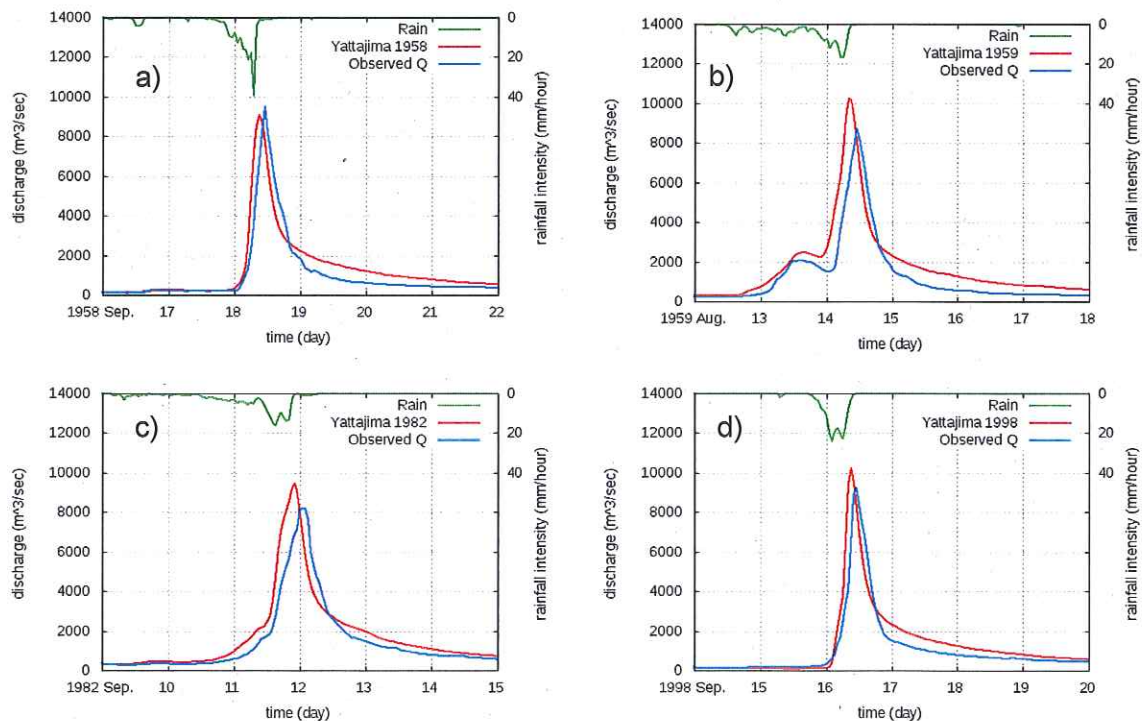 a)
14000
12000
10000
8000
6000
4000
2000
0
discharge (m^3/sec)
Rain
Yattajima 1958
Observed Q
0
20
40
rainfall intensity (mm/hour)
1958 Sep. 17 18 19 20 21 22
time (day)
b)
14000
12000
10000
8000
6000
4000
2000
0
discharge (m^3/sec)
Rain
Yattajima 1959
Observed Q
0
20
40
rainfall intensity (mm/hour)
1959 Aug. 13 14 15 16 17 18
time (day)
c)
14000
12000
10000
8000
6000
4000
2000
0
discharge (m^3/sec)
Rain
Yattajima 1982
Observed Q
0
20
40
rainfall intensity (mm/hour)
1982 Sep. 10 11 12 13 14 15
time (day)
d)
14000
12000
10000
8000
6000
4000
2000
0
discharge (m^3/sec)
Rain
Yattajima 1998
Observed Q
0
20
40
rainfall intensity (mm/hour)
1998 Sep. 15 16 17 18 19 20
time (day)